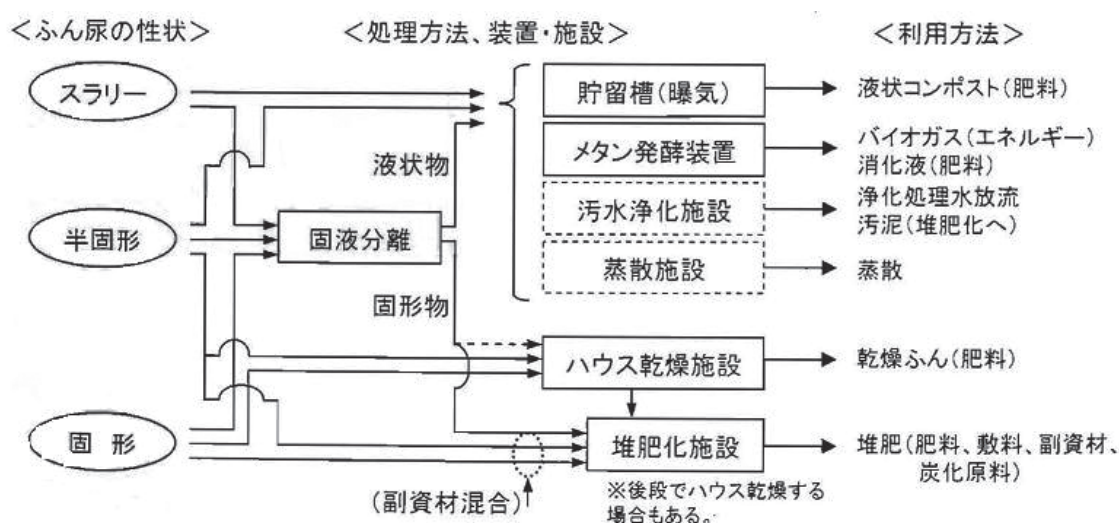 <ふん尿の性状>
<処理方法、装置・施設>
<利用方法>
スラリー
貯留槽(曝気)
液状コンポスト(肥料)
液状物
メタン発酵装置
バイオガス(エネルギー)
消化液(肥料)
半固形
固液分離
汚水浄化施設
浄化処理水放流
汚泥(堆肥化へ)
蒸散施設
蒸散
固形物
ハウス乾燥施設
乾燥ふん(肥料)
固 形
堆肥化施設
堆肥(肥料、敷料、副資材、
炭化原料)
(副資材混合)
※後段でハウス乾燥する
場合もある。